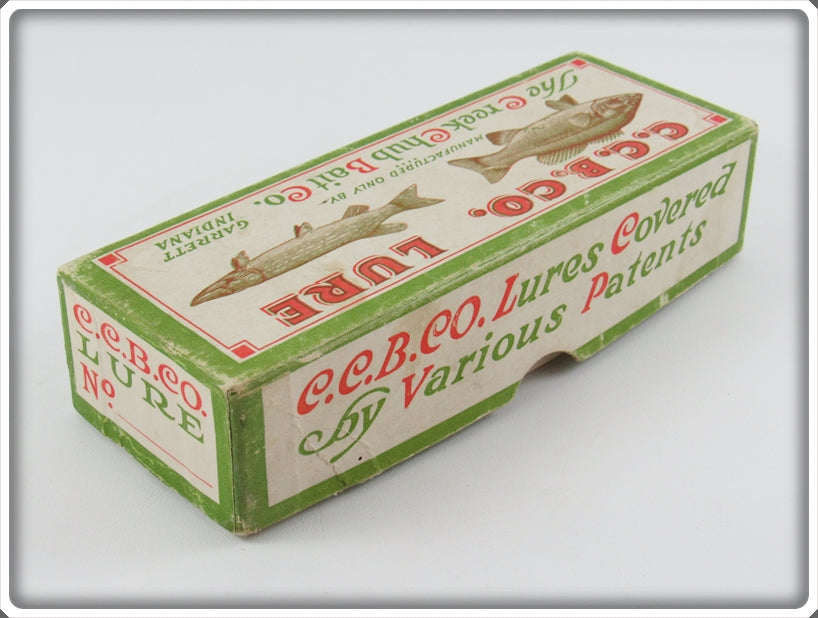 C.C.B.CO. LURE
MANUFACTURED ONLY BY
The Creek Chub Bait Co.
GARRETT
INDIANA
C.C.B.CO. Lures Covered
by Various Patents
C.C.B.CO.
LURE
No.